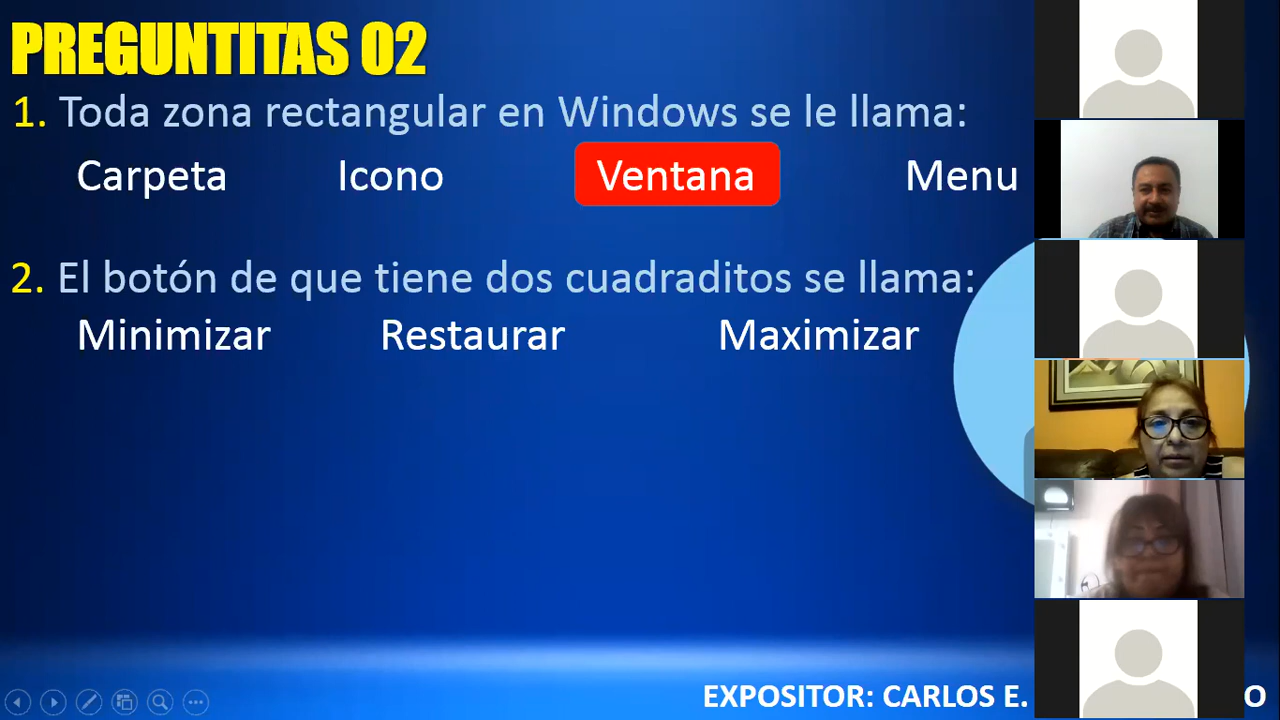 PREGUNTITAS 02
1. Toda zona rectangular en Windows se le llama:
Carpeta Icono Ventana Menu
2. El botón de que tiene dos cuadraditos se llama:
Minimizar Restaurar Maximizar
EXPOSITOR: CARLOS E.